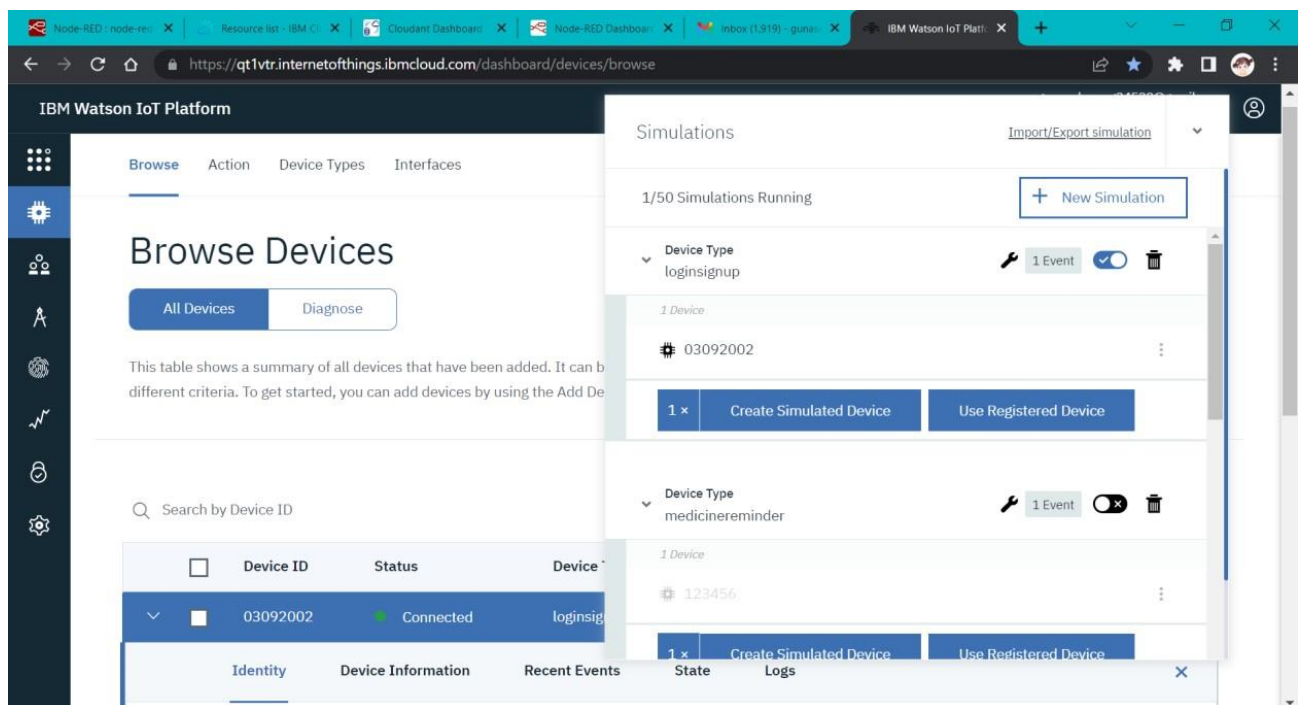 Node-RED : node-red
Resource list - IBM Cl
Cloudant Dashboard
Node-RED Dashboar
Inbox (1,919) - gunas
IBM Watson IoT Platfo
https://qt1vtr.internetofthings.ibmcloud.com/dashboard/devices/browse
IBM Watson IoT Platform
Browse Action Device Types Interfaces
Browse Devices
All Devices Diagnose
This table shows a summary of all devices that have been added. It can b
different criteria. To get started, you can add devices by using the Add De
Search by Device ID
Device ID Status Device T
03092002 Connected loginsig
Identity Device Information Recent Events State Logs
Simulations Import/Export simulation
1/50 Simulations Running + New Simulation
Device Type
loginsignup
1 Event
1 Device
03092002
1 × Create Simulated Device Use Registered Device
Device Type
medicinereminder
1 Event
1 Device
123456
1 × Create Simulated Device Use Registered Device